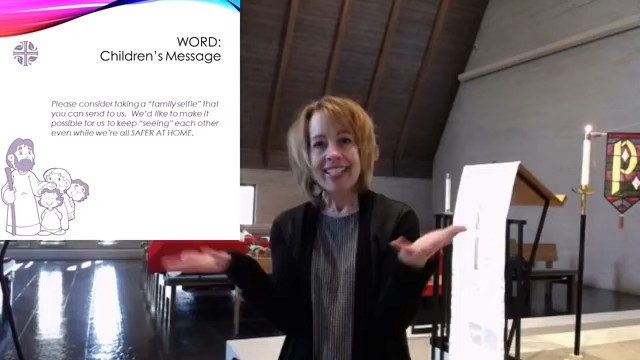 WORD:
Children's Message
Please consider taking a "family selfie" that
you can send to us. We'd like to make it
possible for us to keep "seeing" each other
even while we're all SAFER AT HOME.
P